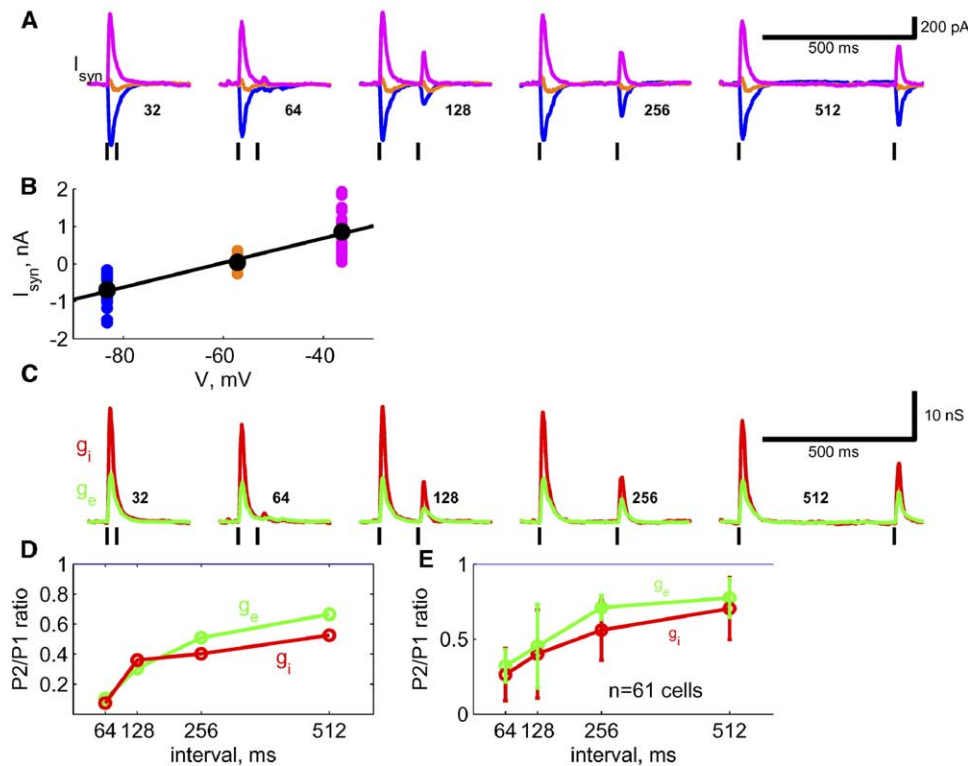 A
200 pA
500 ms
I_syn
32
64
128
256
512
B
2
1
0
-1
-2
I_syn, nA
-80
-60
-40
V, mV
C
10 nS
500 ms
g_i
g_e
32
64
128
256
512
D
1
0.8
0.6
0.4
0.2
P2/P1 ratio
g_e
g_i
64 128 256 512
interval, ms
E
1
0.5
0
P2/P1 ratio
g_e
g_i
n=61 cells
64 128 256 512
interval, ms